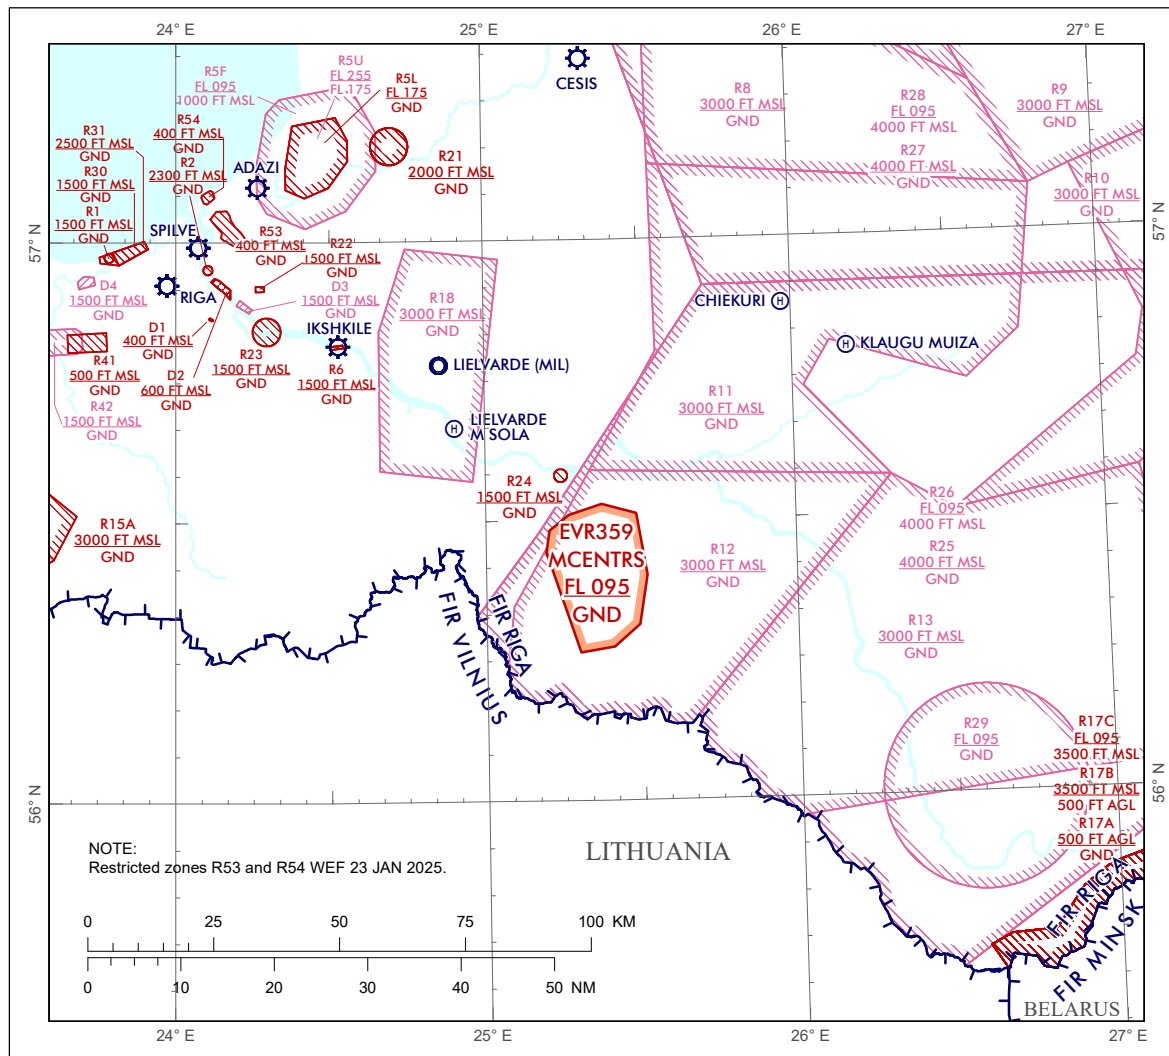 24° E
25° E
26° E
27° E
R5F
FL 095
1000 FT MSL
R5U
FL 255
FL 175
R5L
FL 175
GND
CESIS
R8
3000 FT MSL
GND
R28
FL 095
4000 FT MSL
R27
4000 FT MSL
GND
R9
3000 FT MSL
GND
R10
3000 FT MSL
GND
R31
2500 FT MSL
GND
R30
1500 FT MSL
GND
R1
1500 FT MSL
GND
R54
400 FT MSL
GND
R2
2300 FT MSL
GND
ADAZI
R21
2000 FT MSL
GND
57° N
57° N
SPILVE
R53
400 FT MSL
GND
R22
1500 FT MSL
GND
D4
1500 FT MSL
GND
RIGA
D3
1500 FT MSL
GND
IKSHKILE
R18
3000 FT MSL
GND
CHIEKURI
H
H
KLAUGU MUIZA
D1
400 FT MSL
GND
R41
500 FT MSL
GND
D2
600 FT MSL
GND
R23
1500 FT MSL
GND
R6
1500 FT MSL
GND
LIELVARDE (MIL)
R42
1500 FT MSL
GND
R11
3000 FT MSL
GND
H
LIELVARDE
M SOLA
R24
1500 FT MSL
GND
R15A
3000 FT MSL
GND
EVR359
MCENTRS
FL 095
GND
R12
3000 FT MSL
GND
R26
FL 095
4000 FT MSL
R25
4000 FT MSL
GND
R13
3000 FT MSL
GND
FIR RIGA
FIR VILNIUS
R29
FL 095
GND
R17C
FL 095
3500 FT MSL
R17B
3500 FT MSL
500 FT AGL
R17A
500 FT AGL
GND
56° N
56° N
NOTE:
Restricted zones R53 and R54 WEF 23 JAN 2025.
LITHUANIA
FIR RIGA
FIR MINSK
BELARUS
0 25 50 75 100 KM
0 10 20 30 40 50 NM
24° E
25° E
26° E
27° E